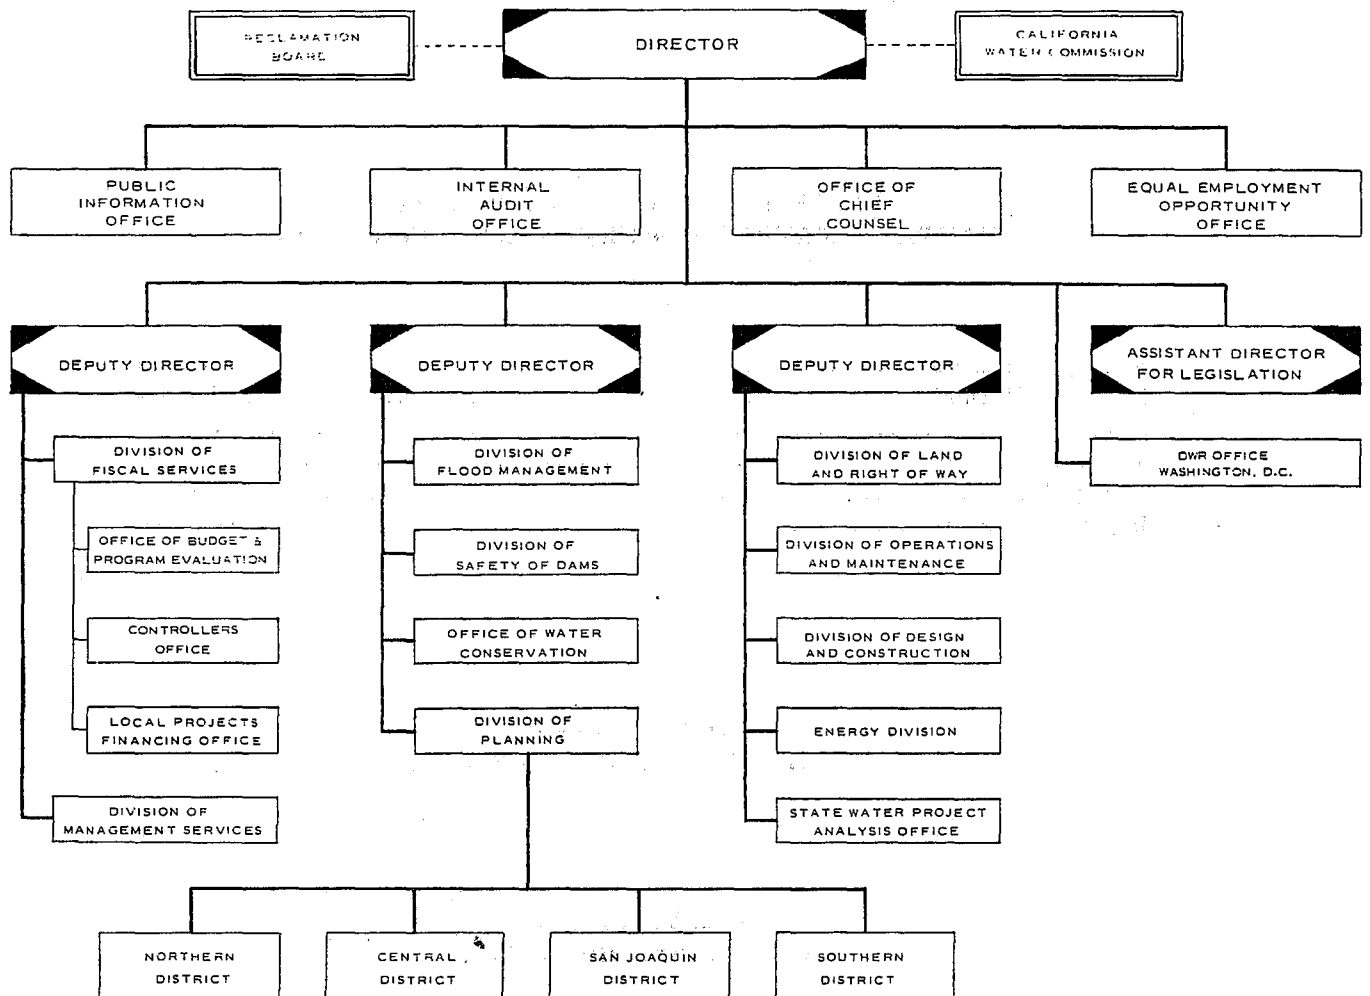 RECLAMATION
BOARD
DIRECTOR
CALIFORNIA
WATER COMMISSION
PUBLIC
INFORMATION
OFFICE
INTERNAL
AUDIT
OFFICE
OFFICE OF
CHIEF
COUNSEL
EQUAL EMPLOYMENT
OPPORTUNITY
OFFICE
DEPUTY DIRECTOR
DEPUTY DIRECTOR
DEPUTY DIRECTOR
ASSISTANT DIRECTOR
FOR LEGISLATION
DIVISION OF
FISCAL SERVICES
OFFICE OF BUDGET &
PROGRAM EVALUATION
CONTROLLERS
OFFICE
LOCAL PROJECTS
FINANCING OFFICE
DIVISION OF
MANAGEMENT SERVICES
DIVISION OF
FLOOD MANAGEMENT
DIVISION OF
SAFETY OF DAMS
OFFICE OF WATER
CONSERVATION
DIVISION OF
PLANNING
DIVISION OF LAND
AND RIGHT OF WAY
DIVISION OF OPERATIONS
AND MAINTENANCE
DIVISION OF DESIGN
AND CONSTRUCTION
ENERGY DIVISION
STATE WATER PROJECT
ANALYSIS OFFICE
DWR OFFICE
WASHINGTON, D.C.
NORTHERN
DISTRICT
CENTRAL
DISTRICT
SAN JOAQUIN
DISTRICT
SOUTHERN
DISTRICT